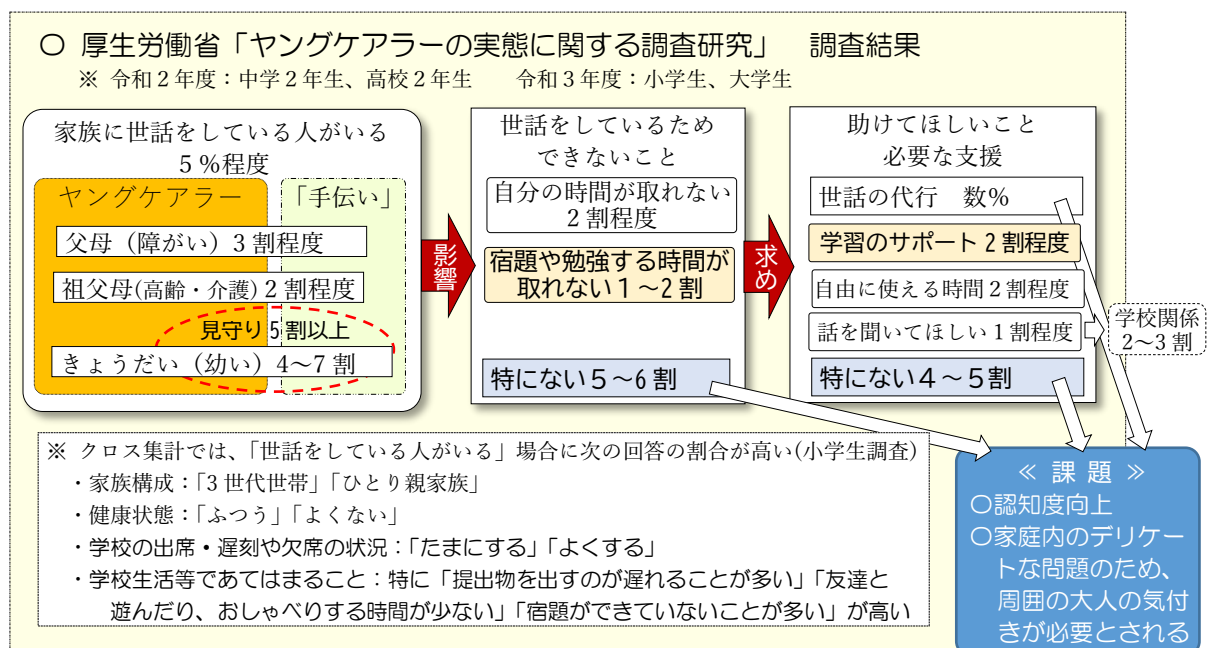 〇 厚生労働省「ヤングケアラーの実態に関する調査研究」 調査結果
※ 令和２年度：中学２年生、高校２年生 令和３年度：小学生、大学生
家族に世話をしている人がいる
５%程度
ヤングケアラー
「手伝い」
父母（障がい）３割程度
祖父母(高齢・介護)２割程度
見守り５割以上
きょうだい（幼い）4～7 割
影響
世話をしているため
できないこと
自分の時間が取れない
２割程度
宿題や勉強する時間が
取れない１～２割
特にない５～6 割
求め
助けてほしいこと
必要な支援
世話の代行 数%
学習のサポート２割程度
自由に使える時間２割程度
話を聞いてほしい１割程度
特にない４～５割
学校関係
2～3 割
※ クロス集計では、「世話をしている人がいる」場合に次の回答の割合が高い(小学生調査)
・家族構成：「3 世代世帯」「ひとり親家族」
・健康状態：「ふつう」「よくない」
・学校の出席・遅刻や欠席の状況：「たまにする」「よくする」
・学校生活等であてはまること：特に「提出物を出すのが遅れることが多い」「友達と
遊んだり、おしゃべりする時間が少ない」「宿題ができていないことが多い」が高い
≪ 課 題 ≫
〇認知度向上
〇家庭内のデリケー
トな問題のため、
周囲の大人の気付
きが必要とされる